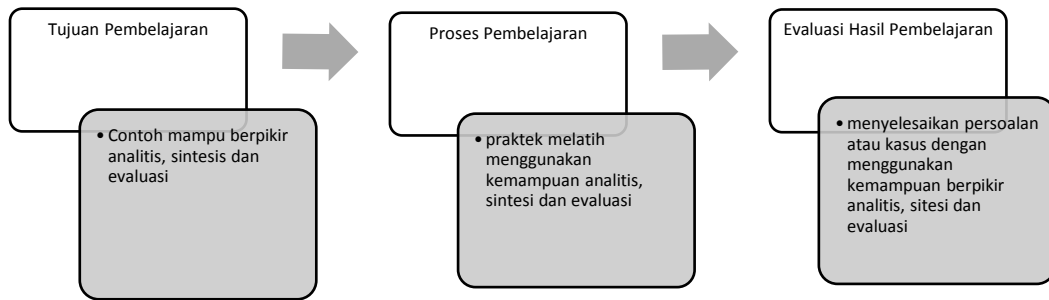 Tujuan Pembelajaran
• Contoh mampu berpikir
analitis, sintesis dan
evaluasi
Proses Pembelajaran
• praktek melatih
menggunakan
kemampuan analitis,
sintesi dan evaluasi
Evaluasi Hasil Pembelajaran
• menyelesaikan persoalan
atau kasus dengan
menggunakan
kemampuan berpikir
analitis, sitesi dan
evaluasi